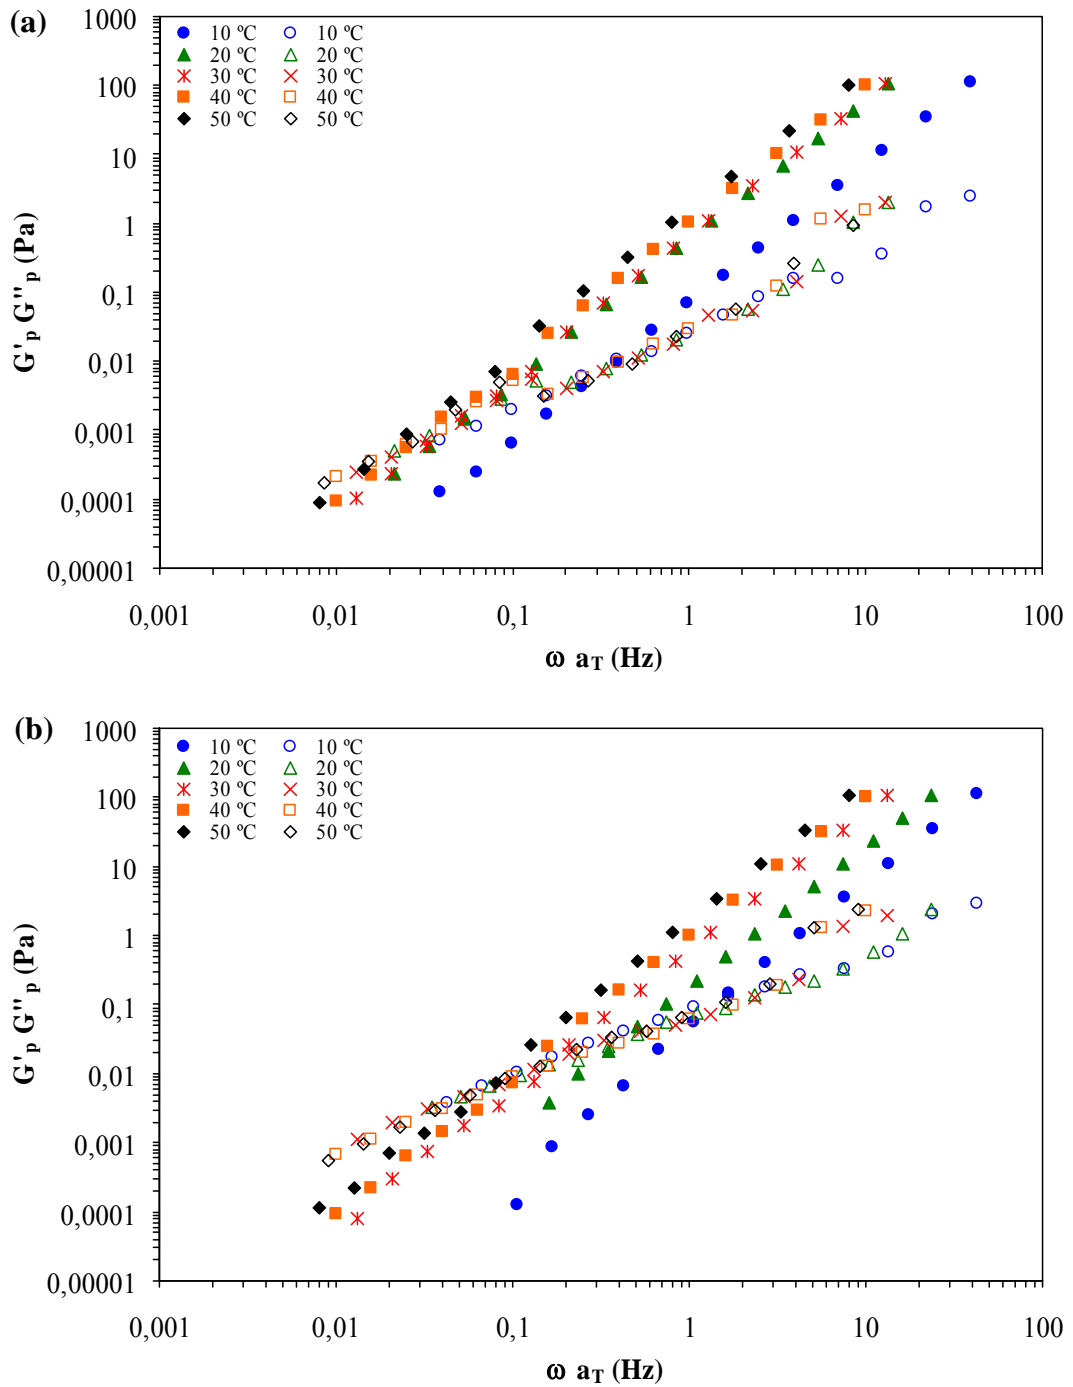 (a)
1000
100
10
1
0,1
0,01
0,001
0,0001
0,00001
G'p G''p (Pa)
10 ºC 10 ºC
20 ºC 20 ºC
30 ºC 30 ºC
40 ºC 40 ºC
50 ºC 50 ºC
0,001 0,01 0,1 1 10 100
ω aT (Hz)
(b)
1000
100
10
1
0,1
0,01
0,001
0,0001
0,00001
G'p G''p (Pa)
10 ºC 10 ºC
20 ºC 20 ºC
30 ºC 30 ºC
40 ºC 40 ºC
50 ºC 50 ºC
0,001 0,01 0,1 1 10 100
ω aT (Hz)